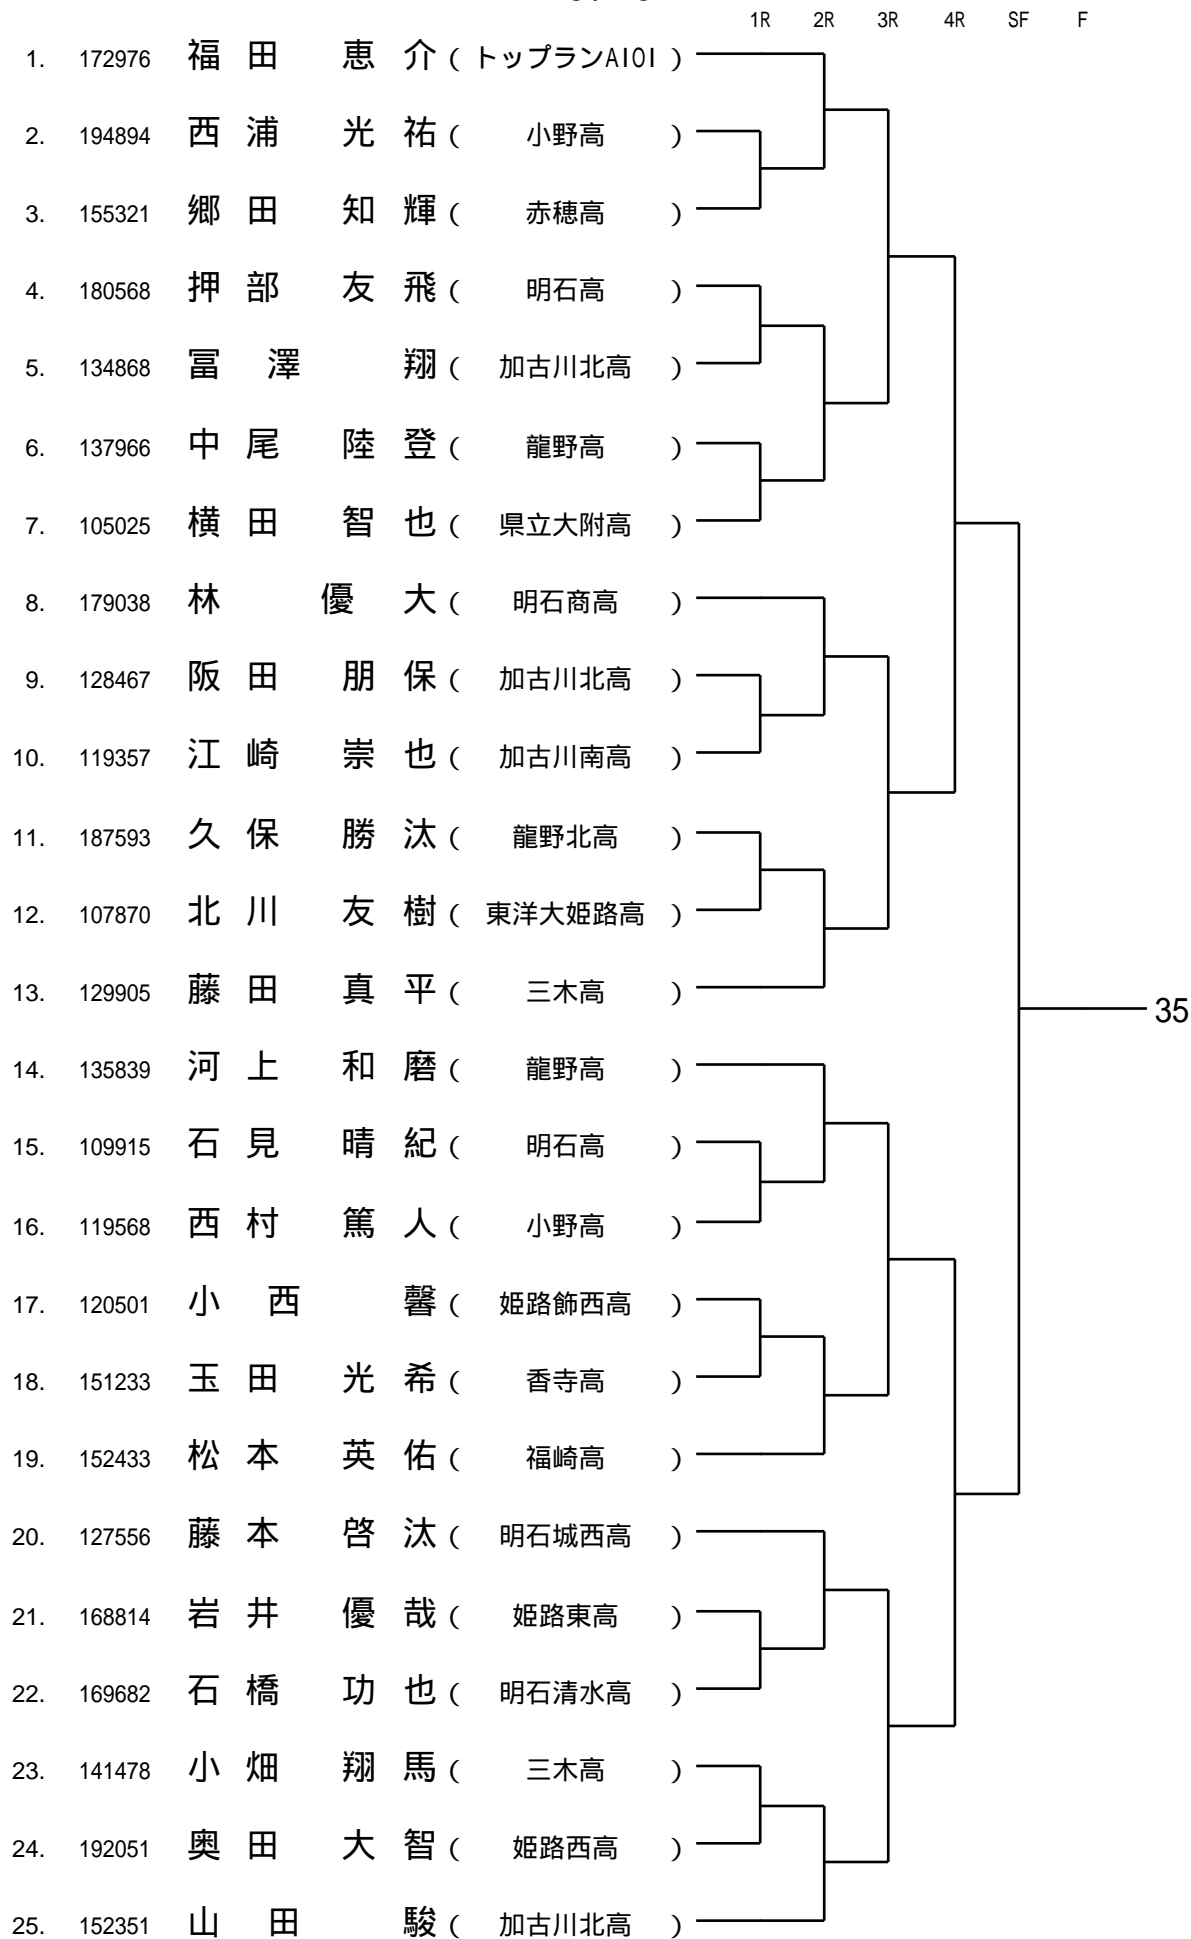 1R 2R 3R 4R SF F
1. 172976 福田 恵介 ( トップランAIOI )
2. 194894 西浦 光祐 ( 小野高 )
3. 155321 郷田 知輝 ( 赤穂高 )
4. 180568 押部 友飛 ( 明石高 )
5. 134868 冨澤 翔 ( 加古川北高 )
6. 137966 中尾 陸登 ( 龍野高 )
7. 105025 横田 智也 ( 県立大附高 )
8. 179038 林 優大 ( 明石商高 )
9. 128467 阪田 朋保 ( 加古川北高 )
10. 119357 江崎 崇也 ( 加古川南高 )
11. 187593 久保 勝汰 ( 龍野北高 )
12. 107870 北川 友樹 ( 東洋大姫路高 )
13. 129905 藤田 真平 ( 三木高 )
35
14. 135839 河上 和磨 ( 龍野高 )
15. 109915 石見 晴紀 ( 明石高 )
16. 119568 西村 篤人 ( 小野高 )
17. 120501 小西 馨 ( 姫路飾西高 )
18. 151233 玉田 光希 ( 香寺高 )
19. 152433 松本 英佑 ( 福崎高 )
20. 127556 藤本 啓汰 ( 明石城西高 )
21. 168814 岩井 優哉 ( 姫路東高 )
22. 169682 石橋 功也 ( 明石清水高 )
23. 141478 小畑 翔馬 ( 三木高 )
24. 192051 奥田 大智 ( 姫路西高 )
25. 152351 山田 駿 ( 加古川北高 )